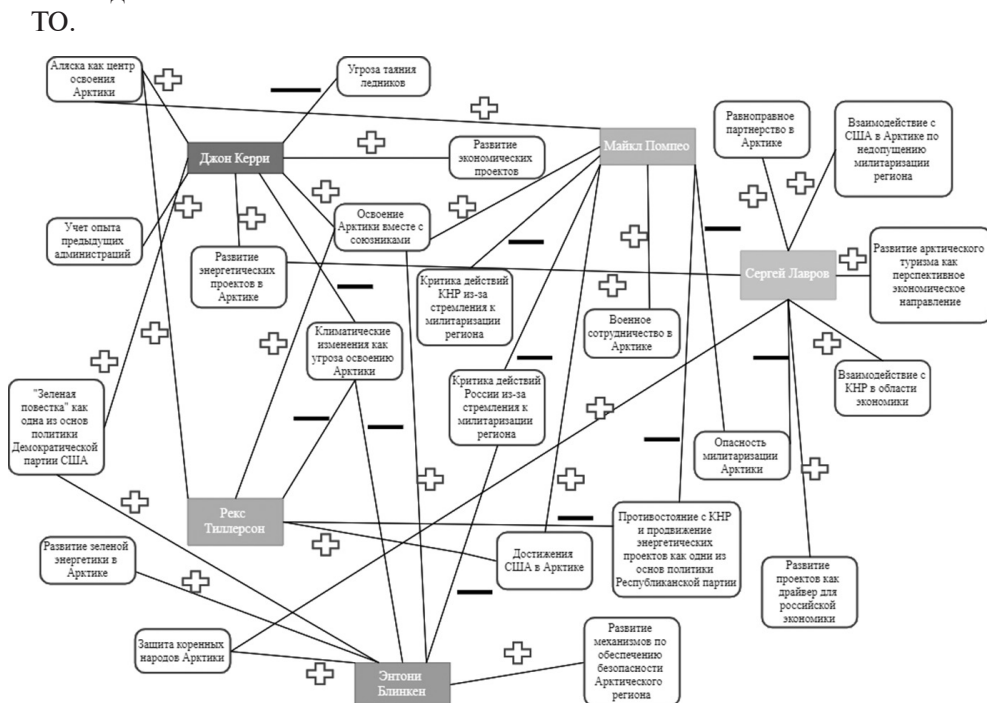 ТО.
Аляска как центр
освоения
Арктики
Угроза таяния
ледников
Джон Керри
Развитие
экономических
проектов
Майкл Помпео
Равноправное
партнерство в
Арктике
Взаимодействие с
США в Арктике по
недопущению
милитаризации
региона
Учет опыта
предыдущих
администраций
Развитие
энергетических
проектов в
Арктике
Освоение
Арктики вместе с
союзниками
Критика действий
КНР из-за
стремления к
милитаризации
региона
Военное
сотрудничество в
Арктике
Сергей Лавров
Развитие
арктического
туризма как
перспективное
экономическое
направление
"Зеленая
повестка" как
одна из основ
политики
Демократической
партии США
Климатические
изменения как
угроза освоению
Арктики
Критика действий
России из-за
стремления к
милитаризации
региона
Опасность
милитаризации
Арктики
Взаимодействие с
КНР в области
экономики
Рекс
Тиллерсон
Достижения
США в Арктике
Противостояние с КНР
и продвижение
энергетических
проектов как одни из
основ политики
Республиканской партии
Развитие
проектов как
драйвер для
российской
экономики
Развитие зеленой
энергетики в
Арктике
Защита коренных
народов Арктики
Энтони
Блинкен
Развитие
механизмов по
обеспечению
безопасности
Арктического
региона